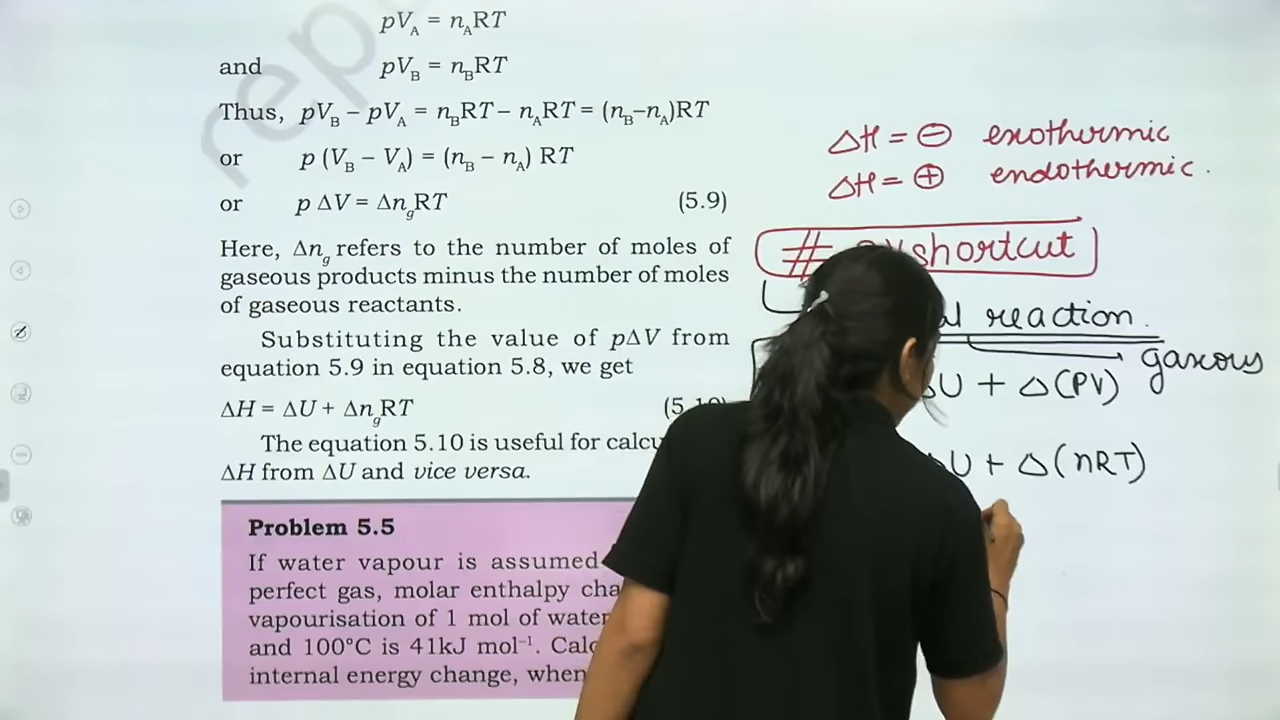 rep
pV_A = n_ART
and pV_B = n_BRT
Thus, pV_B – pV_A = n_BRT – n_ART = (n_B–n_A)RT
or p (V_B – V_A) = (n_B – n_A) RT
or p ΔV = Δn_gRT (5.9)
Here, Δn_g refers to the number of moles of
gaseous products minus the number of moles
of gaseous reactants.
Substituting the value of pΔV from
equation 5.9 in equation 5.8, we get
ΔH = ΔU + Δn_gRT (5.10)
The equation 5.10 is useful for calcu
ΔH from ΔU and vice versa.
Problem 5.5
If water vapour is assumed
perfect gas, molar enthalpy cha
vapourisation of 1 mol of water
and 100°C is 41kJ mol⁻¹. Calc
internal energy change, when
ΔH = ⊖ exothermic
ΔH = ⊕ endothermic.
# shortcut
reaction.
gaseous
ΔU + Δ(PV)
ΔU + Δ(nRT)